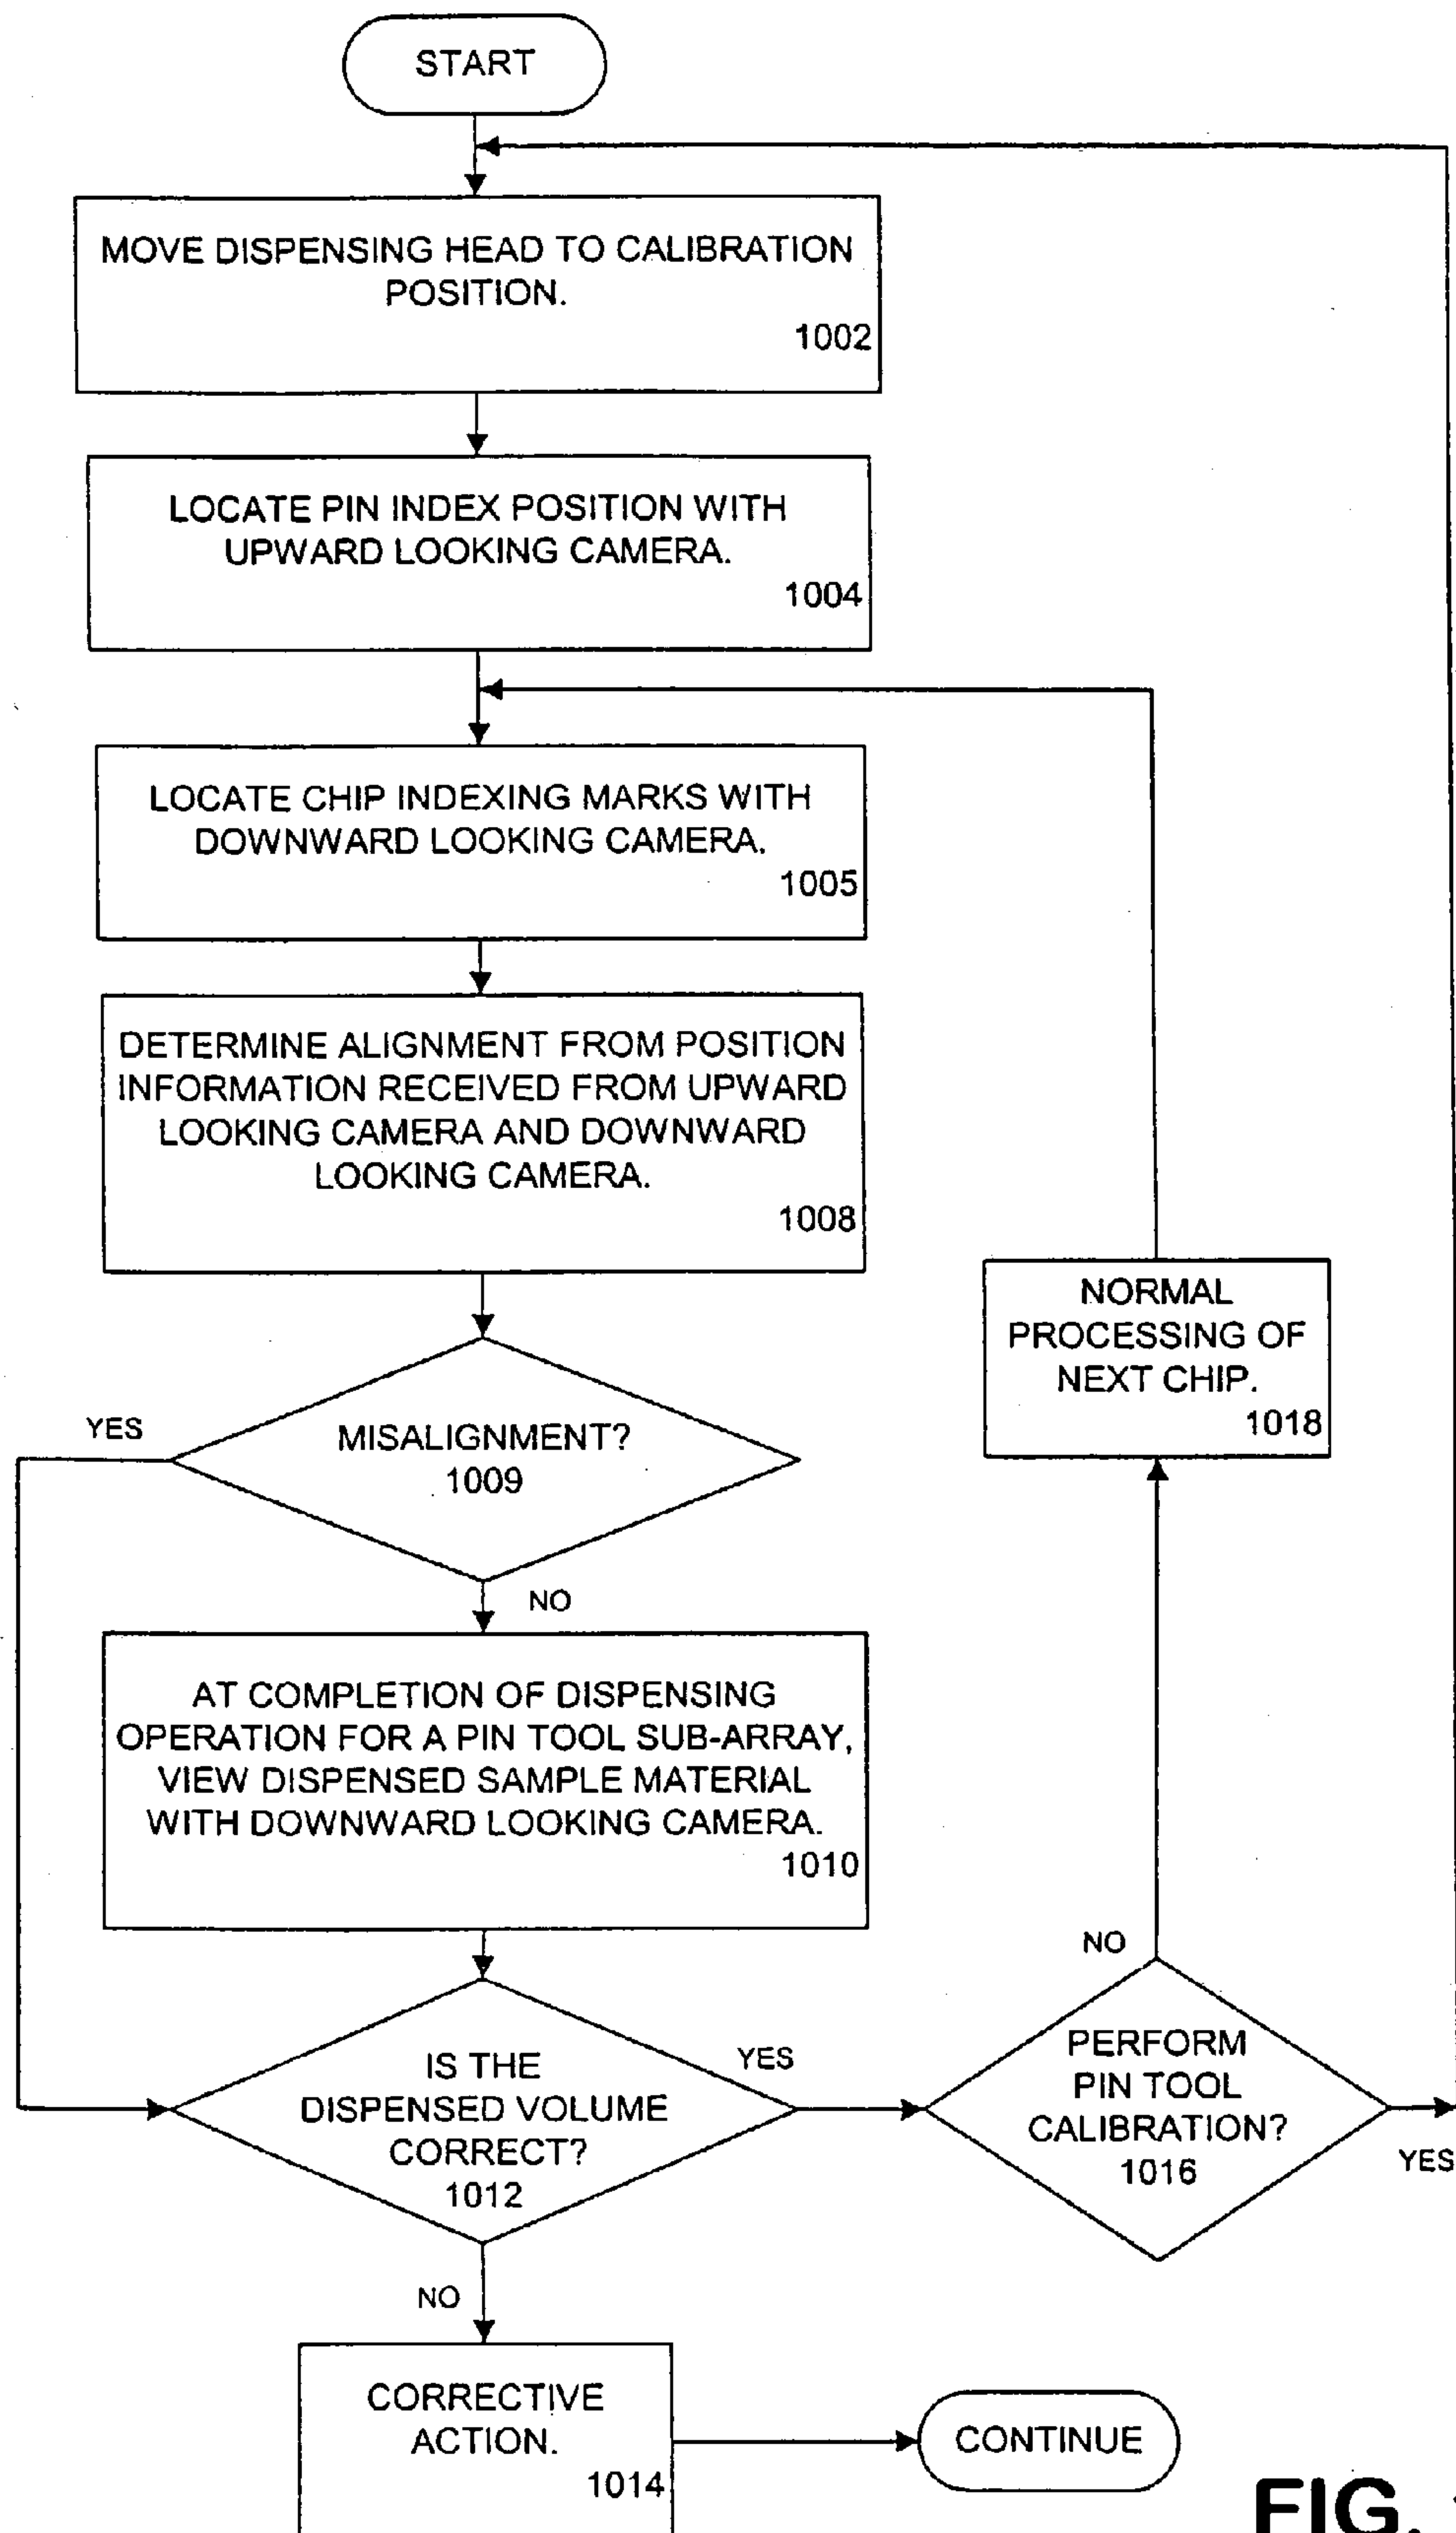 START
MOVE DISPENSING HEAD TO CALIBRATION
POSITION.
1002
LOCATE PIN INDEX POSITION WITH
UPWARD LOOKING CAMERA.
1004
LOCATE CHIP INDEXING MARKS WITH
DOWNWARD LOOKING CAMERA.
1005
DETERMINE ALIGNMENT FROM POSITION
INFORMATION RECEIVED FROM UPWARD
LOOKING CAMERA AND DOWNWARD
LOOKING CAMERA.
1008
NORMAL
PROCESSING OF
NEXT CHIP.
1018
YES
MISALIGNMENT?
1009
NO
AT COMPLETION OF DISPENSING
OPERATION FOR A PIN TOOL SUB-ARRAY,
VIEW DISPENSED SAMPLE MATERIAL
WITH DOWNWARD LOOKING CAMERA.
1010
NO
IS THE
DISPENSED VOLUME
CORRECT?
1012
YES
PERFORM
PIN TOOL
CALIBRATION?
1016
YES
NO
CORRECTIVE
ACTION.
1014
CONTINUE
FIG.